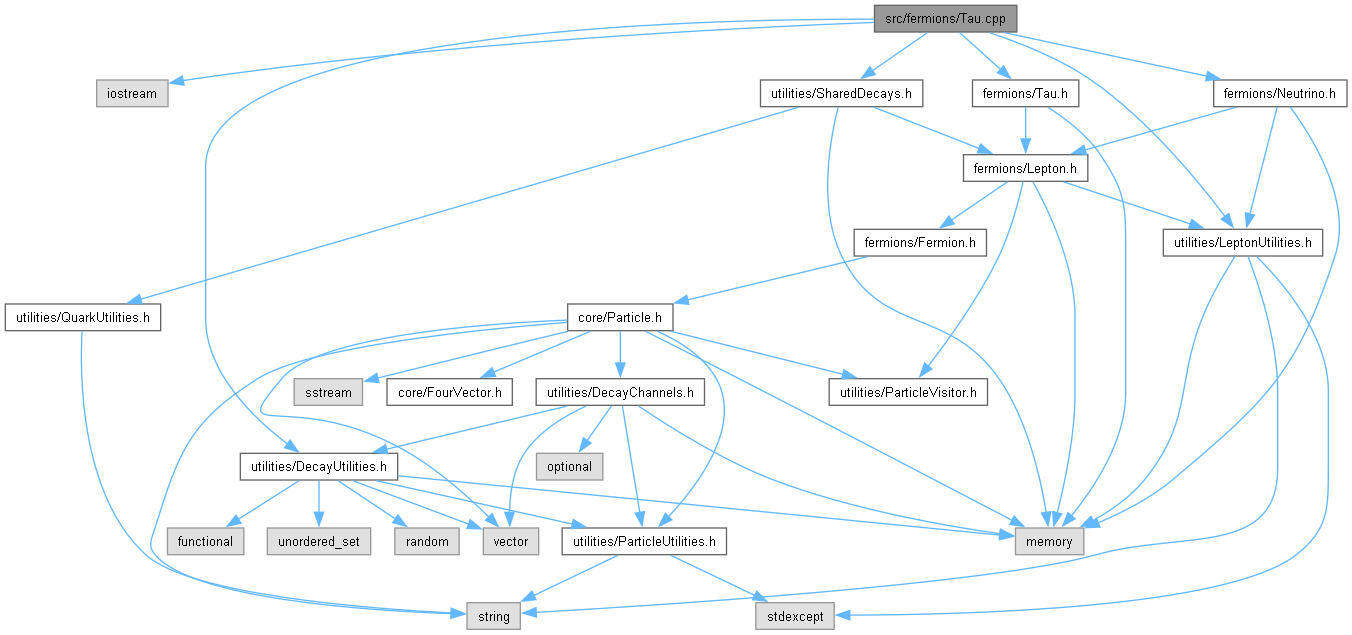 src/fermions/Tau.cpp
iostream
utilities/SharedDecays.h
fermions/Tau.h
fermions/Neutrino.h
fermions/Lepton.h
fermions/Fermion.h
utilities/LeptonUtilities.h
utilities/QuarkUtilities.h
core/Particle.h
sstream
core/FourVector.h
utilities/DecayChannels.h
utilities/ParticleVisitor.h
utilities/DecayUtilities.h
optional
functional
unordered_set
random
vector
utilities/ParticleUtilities.h
memory
string
stdexcept